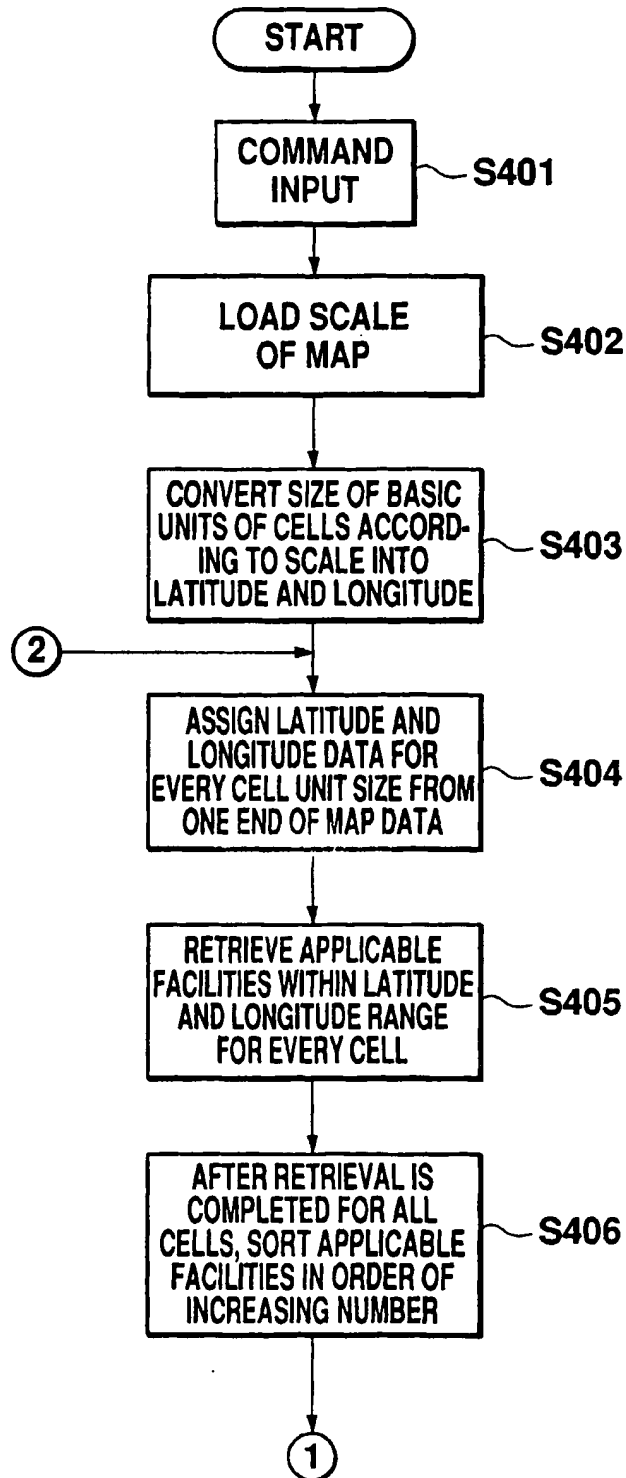 START
COMMAND
INPUT
S401
LOAD SCALE
OF MAP
S402
CONVERT SIZE OF BASIC
UNITS OF CELLS ACCORD-
ING TO SCALE INTO
LATITUDE AND LONGITUDE
S403
2
ASSIGN LATITUDE AND
LONGITUDE DATA FOR
EVERY CELL UNIT SIZE FROM
ONE END OF MAP DATA
S404
RETRIEVE APPLICABLE
FACILITIES WITHIN LATITUDE
AND LONGITUDE RANGE
FOR EVERY CELL
S405
AFTER RETRIEVAL IS
COMPLETED FOR ALL
CELLS, SORT APPLICABLE
FACILITIES IN ORDER OF
INCREASING NUMBER
S406
1